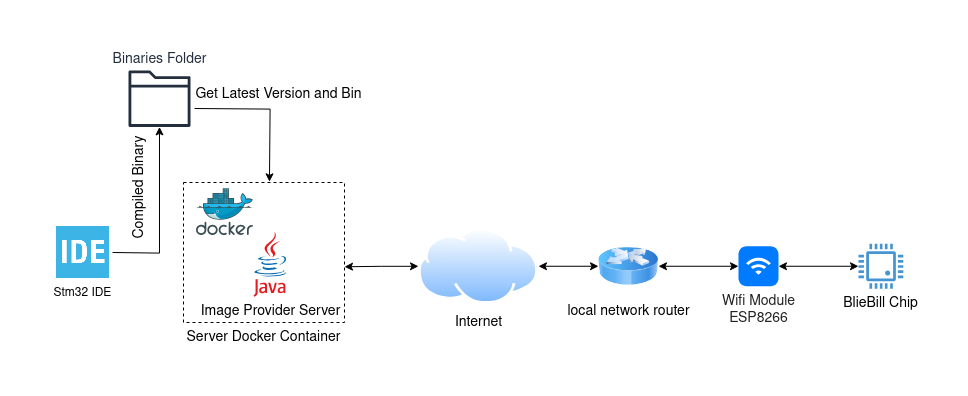 Binaries Folder
Get Latest Version and Bin
Compiled Binary
docker
IDE
Stm32 IDE
Java
Image Provider Server
Server Docker Container
Internet
local network router
Wifi Module
ESP8266
BlieBill Chip